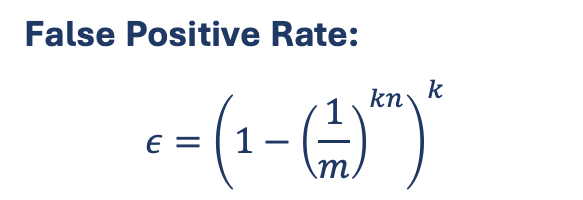 False Positive Rate:
ϵ = (1 − (1/m)^{kn})^k